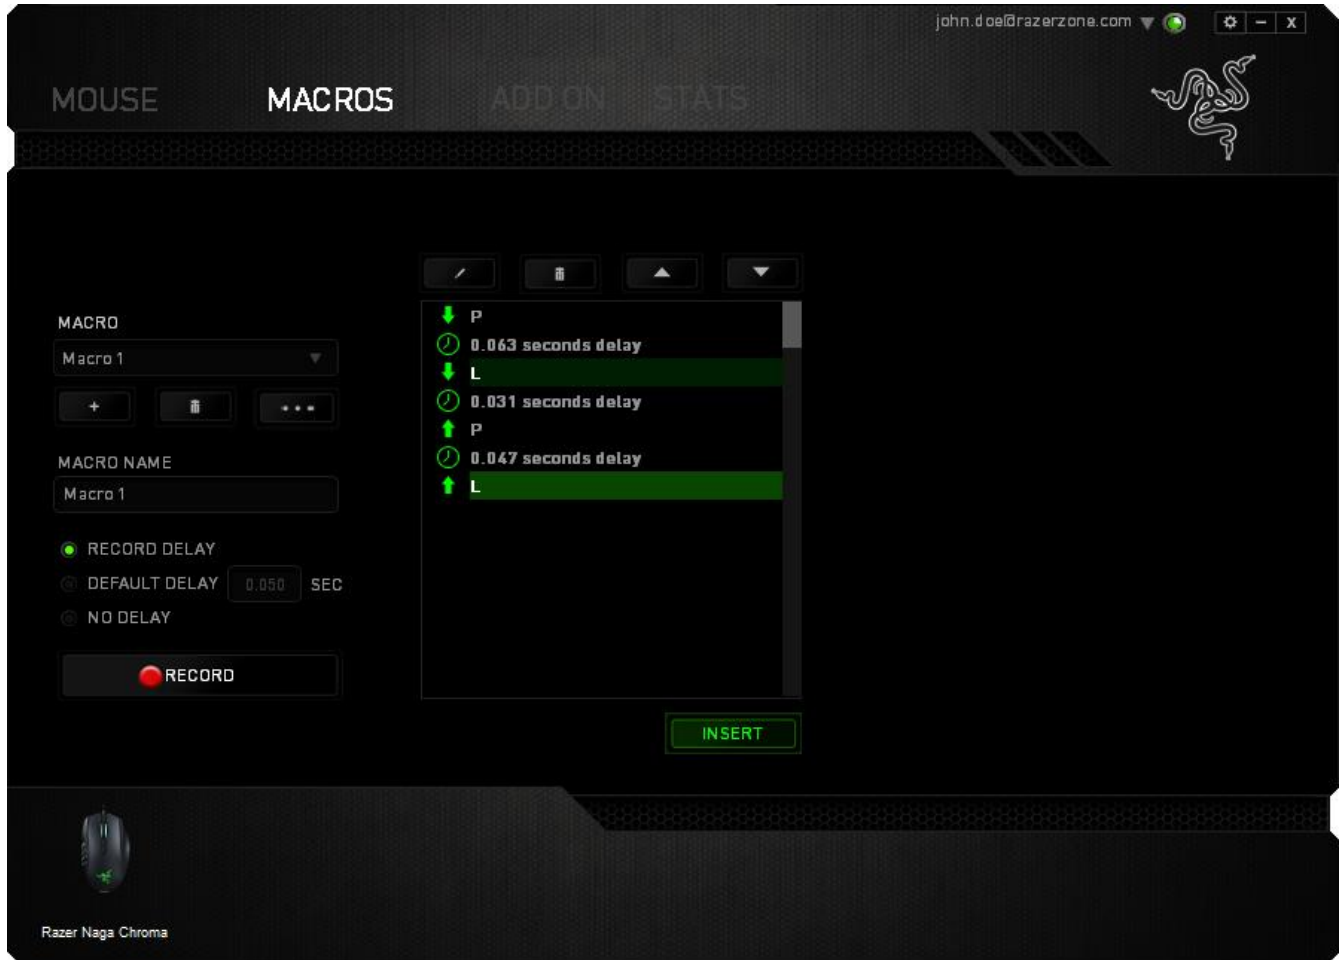 john.doe@razerzone.com
MOUSE MACROS ADD ON STATS
MACRO
Macro 1
MACRO NAME
Macro 1
RECORD DELAY
DEFAULT DELAY 0.050 SEC
NO DELAY
RECORD
P
0.063 seconds delay
L
0.031 seconds delay
P
0.047 seconds delay
L
INSERT
Razer Naga Chroma